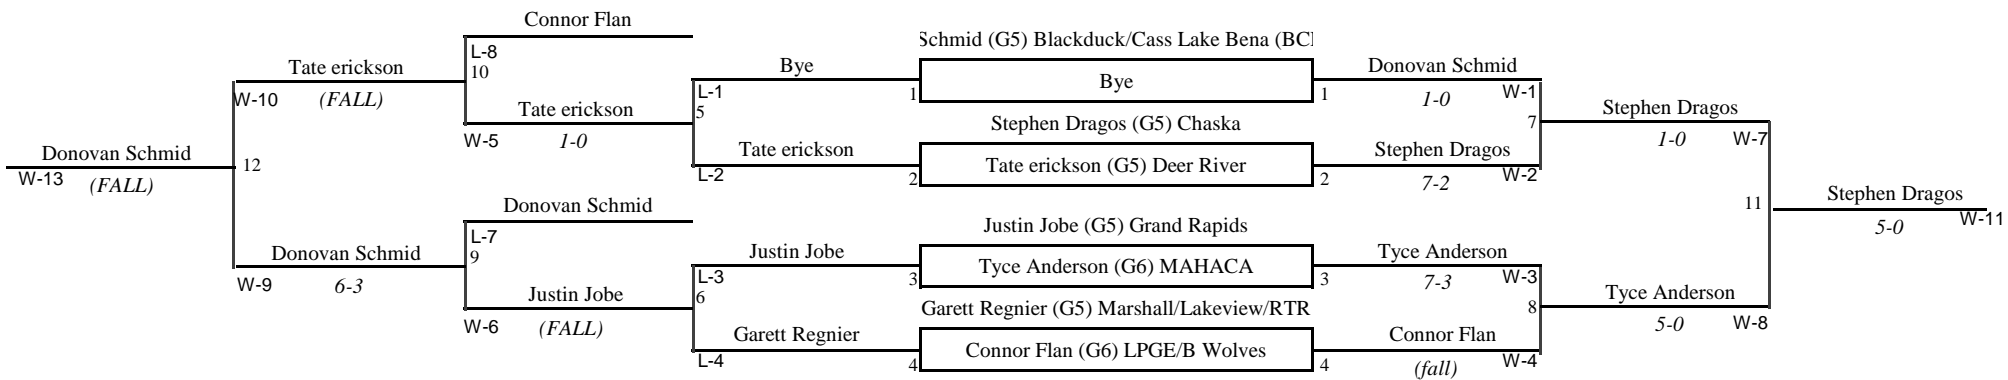 Connor Flan
L-8
10
Tate erickson
W-10
(FALL)
Tate erickson
W-5
1-0
Donovan Schmid
W-13
(FALL)
12
Donovan Schmid
L-7
9
Donovan Schmid
W-9
6-3
Justin Jobe
W-6
(FALL)
Bye
L-1
5
1
Tate erickson
L-2
2
Justin Jobe
L-3
6
3
Garett Regnier
L-4
4
Schmid (G5) Blackduck/Cass Lake Bena (BC
Bye
Stephen Dragos (G5) Chaska
Tate erickson (G5) Deer River
Justin Jobe (G5) Grand Rapids
Tyce Anderson (G6) MAHACA
Garett Regnier (G5) Marshall/Lakeview/RTR
Connor Flan (G6) LPGE/B Wolves
Donovan Schmid
1
1-0
W-1
7
Stephen Dragos
2
7-2
W-2
Tyce Anderson
3
7-3
W-3
8
Connor Flan
4
(fall)
W-4
Stephen Dragos
1-0
W-7
11
Tyce Anderson
5-0
W-8
Stephen Dragos
5-0
W-11